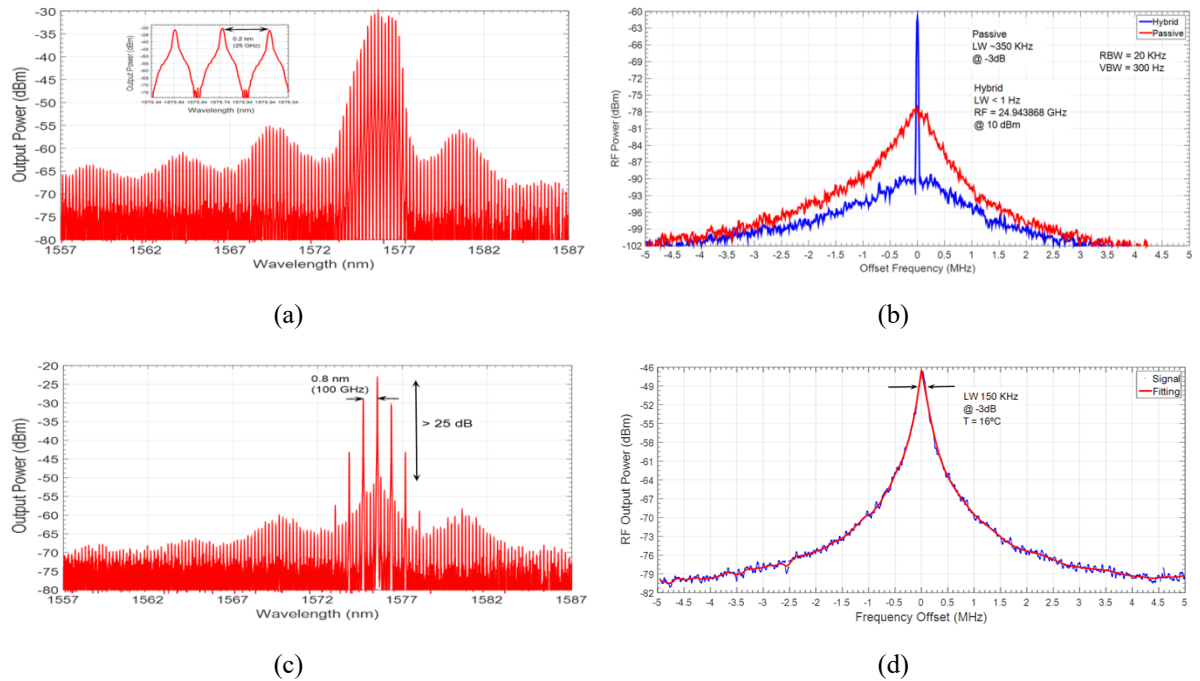 Output Power (dBm)
-30
-35
-40
-45
-50
-55
-60
-65
-70
-75
-80
1557 1562 1567 1572 1577 1582 1587
Wavelength (nm)
Output Power (dBm)
0.2 nm
(25 GHz)
Wavelength (nm)
(a)
RF Power (dBm)
-60
-63
-66
-69
-72
-75
-78
-81
-84
-87
-90
-93
-96
-99
-102
Hybrid
Passive
Passive
LW ~350 KHz
@ -3dB
RBW = 20 KHz
VBW = 300 Hz
Hybrid
LW < 1 Hz
RF = 24.943868 GHz
@ 10 dBm
-5 -4.5 -4 -3.5 -3 -2.5 -2 -1.5 -1 -0.5 0 0.5 1 1.5 2 2.5 3 3.5 4 4.5 5
Offset Frequency (MHz)
(b)
Output Power (dBm)
-20
-25
-30
-35
-40
-45
-50
-55
-60
-65
-70
-75
-80
0.8 nm
(100 GHz)
> 25 dB
1557 1562 1567 1572 1577 1582 1587
Wavelength (nm)
(c)
RF Output Power (dBm)
-46
-49
-52
-55
-58
-61
-64
-67
-70
-73
-76
-79
-82
Signal
Fitting
LW 150 KHz
@ -3dB
T = 16ºC
-5 -4.5 -4 -3.5 -3 -2.5 -2 -1.5 -1 -0.5 0 0.5 1 1.5 2 2.5 3 3.5 4 4.5 5
Frequency Offset (MHz)
(d)